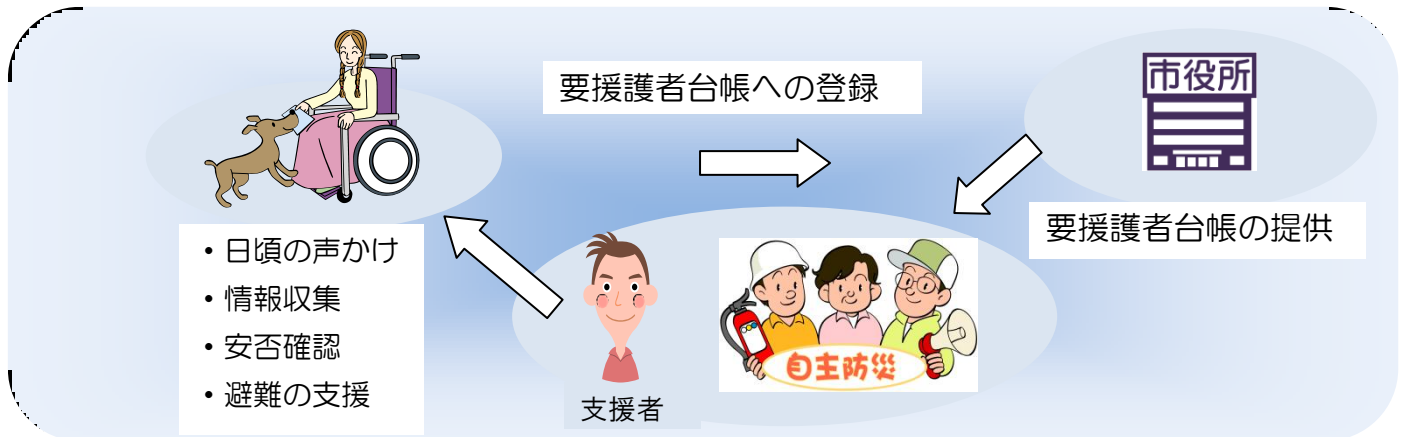 要援護者台帳への登録
市役所
要援護者台帳の提供
・日頃の声かけ
・情報収集
・安否確認
・避難の支援
支援者
自主防災